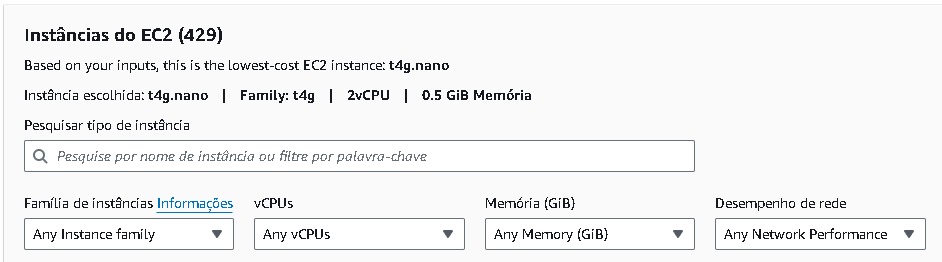 Instâncias do EC2 (429)
Based on your inputs, this is the lowest-cost EC2 instance: t4g.nano
Instância escolhida: t4g.nano | Family: t4g | 2vCPU | 0.5 GiB Memória
Pesquisar tipo de instância
Pesquise por nome de instância ou filtre por palavra-chave
Família de instâncias Informações vCPUs Memória (GiB) Desempenho de rede
Any Instance family Any vCPUs Any Memory (GiB) Any Network Performance